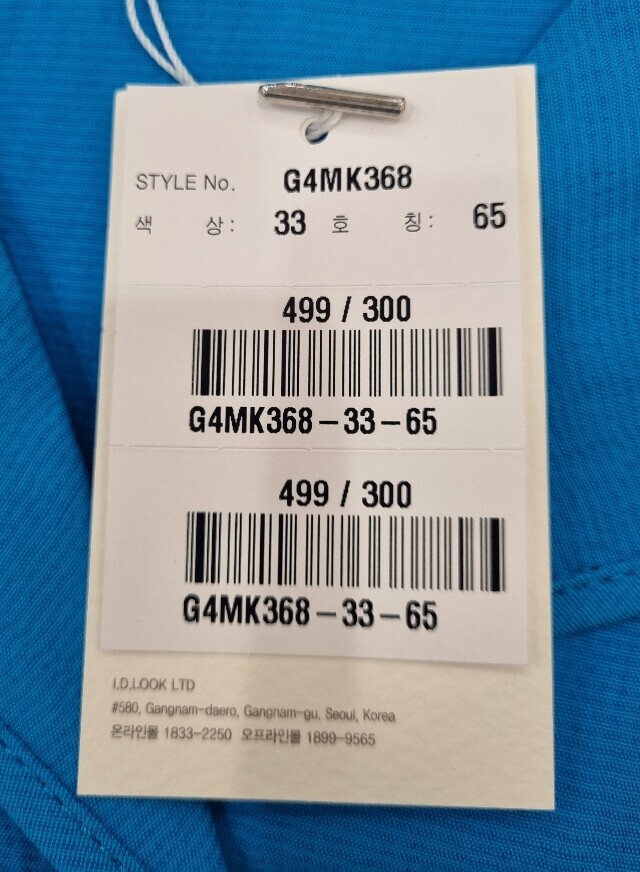 STYLE No. G4MK368
색 상: 33 호 칭: 65
499 / 300
G4MK368-33-65
499 / 300
G4MK368-33-65
I.D.LOOK LTD
#580, Gangnam-daero, Gangnam-gu, Seoul, Korea
온라인몰 1833-2250 오프라인몰 1899-9565